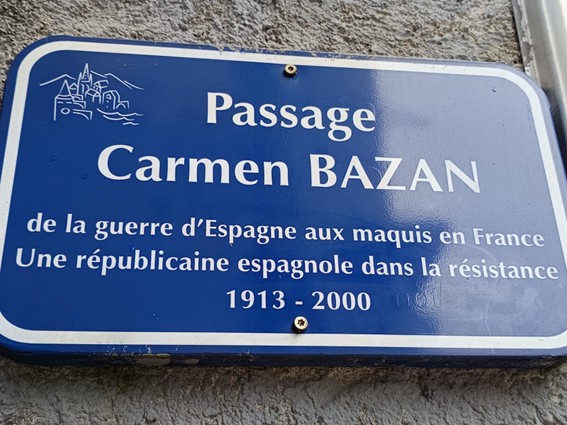 Passage
Carmen BAZAN
de la guerre d'Espagne aux maquis en France
Une républicaine espagnole dans la résistance
1913 - 2000